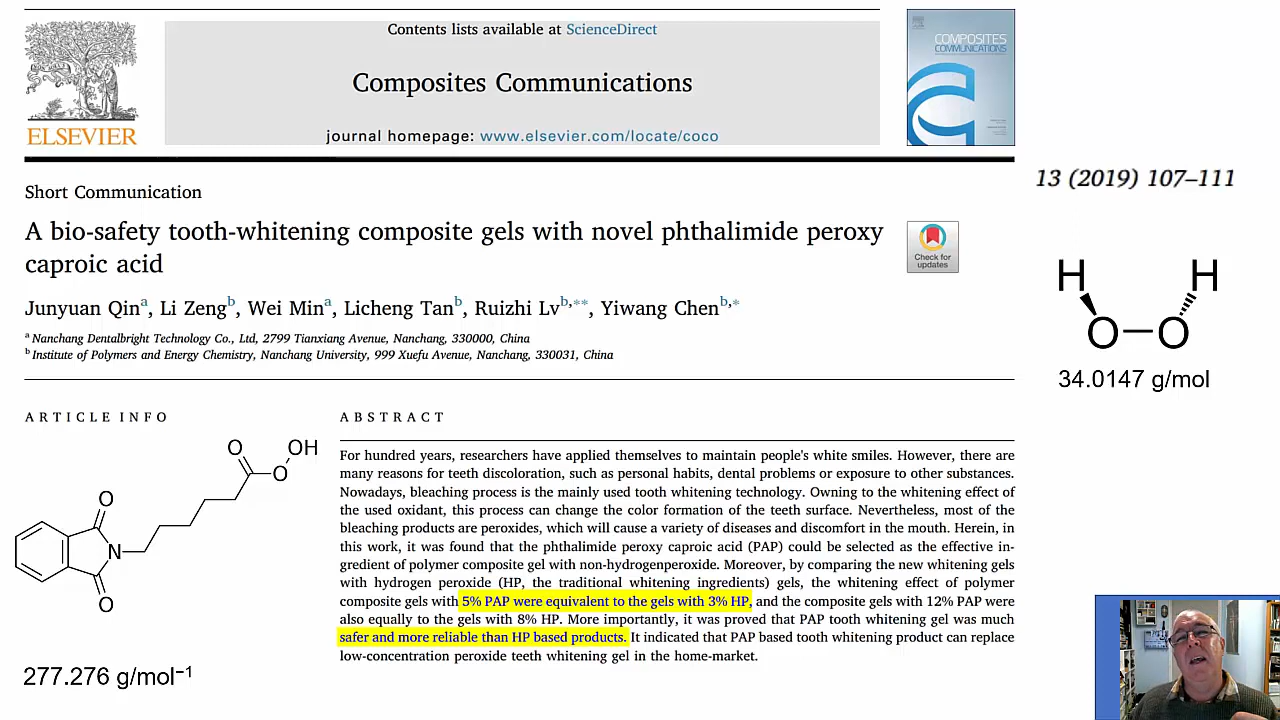 Contents lists available at ScienceDirect
Composites Communications
journal homepage: www.elsevier.com/locate/coco
ELSEVIER
COMPOSITES
COMMUNICATIONS
13 (2019) 107–111
Short Communication
A bio-safety tooth-whitening composite gels with novel phthalimide peroxy
caproic acid
Check for
updates
Junyuan Qinᵃ, Li Zengᵇ, Wei Minᵃ, Licheng Tanᵇ, Ruizhi Lvᵇ,**, Yiwang Chenᵇ,*
ᵃ Nanchang Dentalbright Technology Co., Ltd, 2799 Tianxiang Avenue, Nanchang, 330000, China
ᵇ Institute of Polymers and Energy Chemistry, Nanchang University, 999 Xuefu Avenue, Nanchang, 330031, China
H H
O O
34.0147 g/mol
ARTICLE INFO
O OH
O
O
N
O
277.276 g/mol⁻¹
ABSTRACT
For hundred years, researchers have applied themselves to maintain people's white smiles. However, there are
many reasons for teeth discoloration, such as personal habits, dental problems or exposure to other substances.
Nowadays, bleaching process is the mainly used tooth whitening technology. Owning to the whitening effect of
the used oxidant, this process can change the color formation of the teeth surface. Nevertheless, most of the
bleaching products are peroxides, which will cause a variety of diseases and discomfort in the mouth. Herein, in
this work, it was found that the phthalimide peroxy caproic acid (PAP) could be selected as the effective in-
gredient of polymer composite gel with non-hydrogenperoxide. Moreover, by comparing the new whitening gels
with hydrogen peroxide (HP, the traditional whitening ingredients) gels, the whitening effect of polymer
composite gels with 5% PAP were equivalent to the gels with 3% HP, and the composite gels with 12% PAP were
also equally to the gels with 8% HP. More importantly, it was proved that PAP tooth whitening gel was much
safer and more reliable than HP based products. It indicated that PAP based tooth whitening product can replace
low-concentration peroxide teeth whitening gel in the home-market.